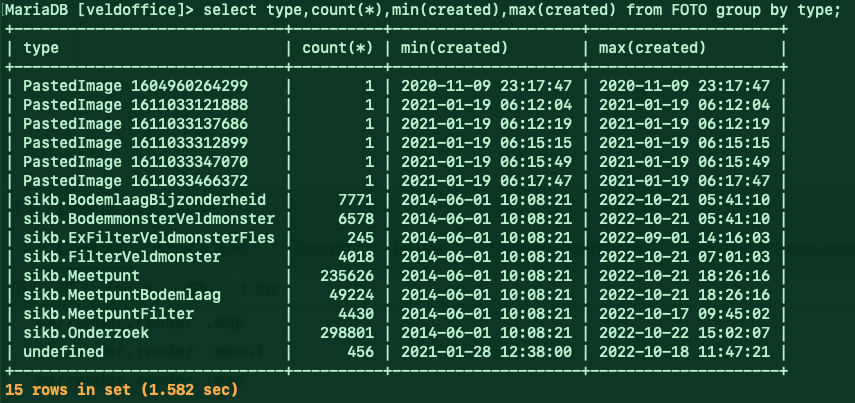 MariaDB [veldoffice]> select type,count(*),min(created),max(created) from FOTO group by type;
+------------------------------+----------+---------------------+---------------------+
| type                         | count(*) | min(created)        | max(created)        |
+------------------------------+----------+---------------------+---------------------+
| PastedImage 1604960264299    |        1 | 2020-11-09 23:17:47 | 2020-11-09 23:17:47 |
| PastedImage 1611033121888    |        1 | 2021-01-19 06:12:04 | 2021-01-19 06:12:04 |
| PastedImage 1611033137686    |        1 | 2021-01-19 06:12:19 | 2021-01-19 06:12:19 |
| PastedImage 1611033312899    |        1 | 2021-01-19 06:15:15 | 2021-01-19 06:15:15 |
| PastedImage 1611033347070    |        1 | 2021-01-19 06:15:49 | 2021-01-19 06:15:49 |
| PastedImage 1611033466372    |        1 | 2021-01-19 06:17:47 | 2021-01-19 06:17:47 |
| sikb.BodemlaagBijzonderheid  |     7771 | 2014-06-01 10:08:21 | 2022-10-21 05:41:10 |
| sikb.BodemmonsterVeldmonster |     6578 | 2014-06-01 10:08:21 | 2022-10-21 05:41:10 |
| sikb.ExFilterVeldmonsterFles |      245 | 2014-06-01 10:08:21 | 2022-09-01 14:16:03 |
| sikb.FilterVeldmonster       |     4018 | 2014-06-01 10:08:21 | 2022-10-21 07:01:03 |
| sikb.Meetpunt                |   235626 | 2014-06-01 10:08:21 | 2022-10-21 18:26:16 |
| sikb.MeetpuntBodemlaag       |    49224 | 2014-06-01 10:08:21 | 2022-10-21 18:26:16 |
| sikb.MeetpuntFilter          |     4430 | 2014-06-01 10:08:21 | 2022-10-17 09:45:02 |
| sikb.Onderzoek               |   298801 | 2014-06-01 10:08:21 | 2022-10-22 15:02:07 |
| undefined                    |      456 | 2021-01-28 12:38:00 | 2022-10-18 11:47:21 |
+------------------------------+----------+---------------------+---------------------+
15 rows in set (1.582 sec)